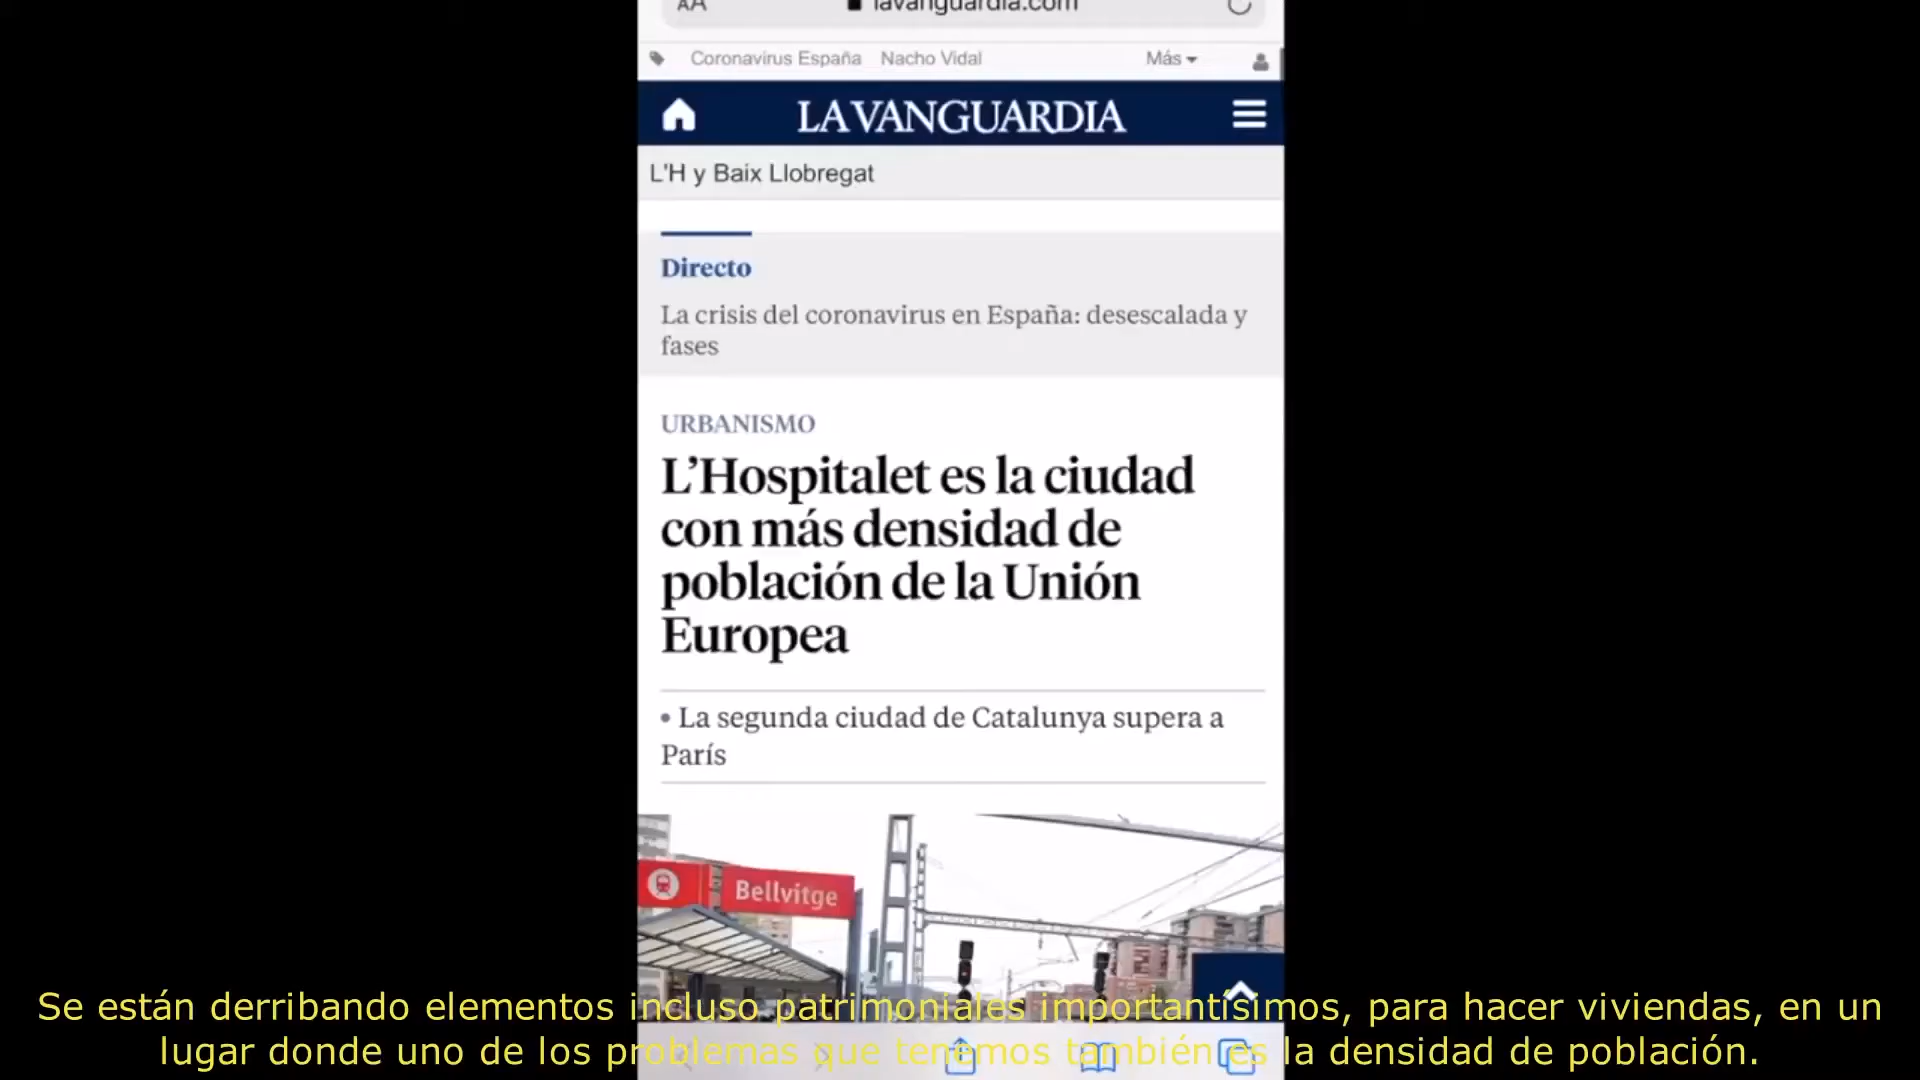 AA lavanguardia.com
Coronavirus España Nacho Vidal Más
LA VANGUARDIA
L'H y Baix Llobregat
Directo
La crisis del coronavirus en España: desescalada y
fases
URBANISMO
L’Hospitalet es la ciudad
con más densidad de
población de la Unión
Europea
• La segunda ciudad de Catalunya supera a
París
Bellvitge
Se están derribando elementos incluso patrimoniales importantísimos, para hacer viviendas, en un
lugar donde uno de los problemas que tenemos también es la densidad de población.